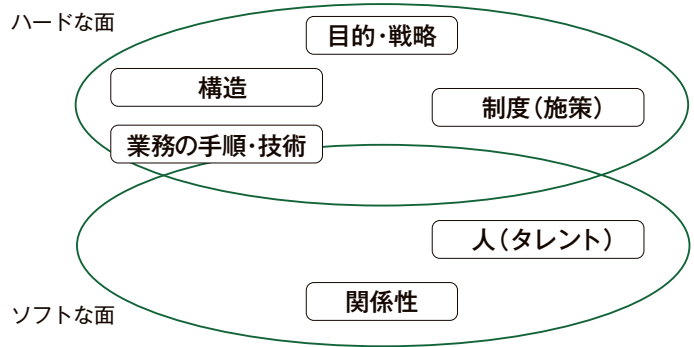 ハードな面
目的・戦略
構造
制度（施策）
業務の手順・技術
人（タレント）
関係性
ソフトな面